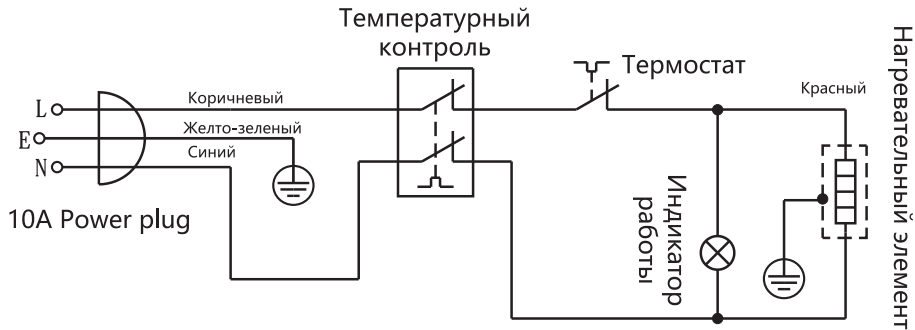 Температурный
контроль
Термостат
Красный
Нагревательный элемент
L
Коричневый
E
Желто-зеленый
N
Синий
10A Power plug
Индикатор
работы